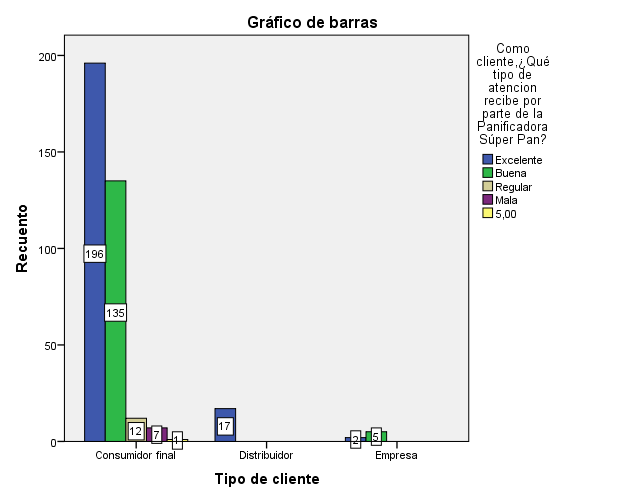 Gráfico de barras
Como
cliente,¿Qué
tipo de
atencion
recibe por
parte de la
Panificadora
Súper Pan?
Excelente
Buena
Regular
Mala
5,00
Recuento
200
150
100
50
0
196
135
12
7
1
17
2
5
Consumidor final
Distribuidor
Empresa
Tipo de cliente